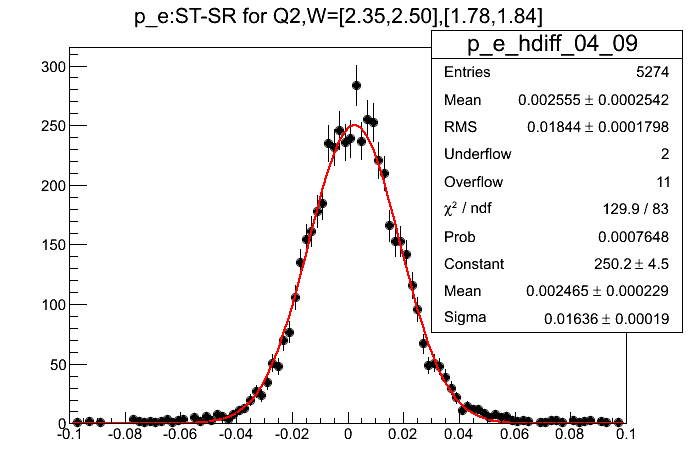 p_e:ST-SR for Q2,W=[2.35,2.50],[1.78,1.84]
p_e_hdiff_04_09
Entries 5274
Mean 0.002555 ± 0.0002542
RMS 0.01844 ± 0.0001798
Underflow 2
Overflow 11
χ² / ndf 129.9 / 83
Prob 0.0007648
Constant 250.2 ± 4.5
Mean 0.002465 ± 0.000229
Sigma 0.01636 ± 0.00019
300
250
200
150
100
50
0
-0.1 -0.08 -0.06 -0.04 -0.02 0 0.02 0.04 0.06 0.08 0.1